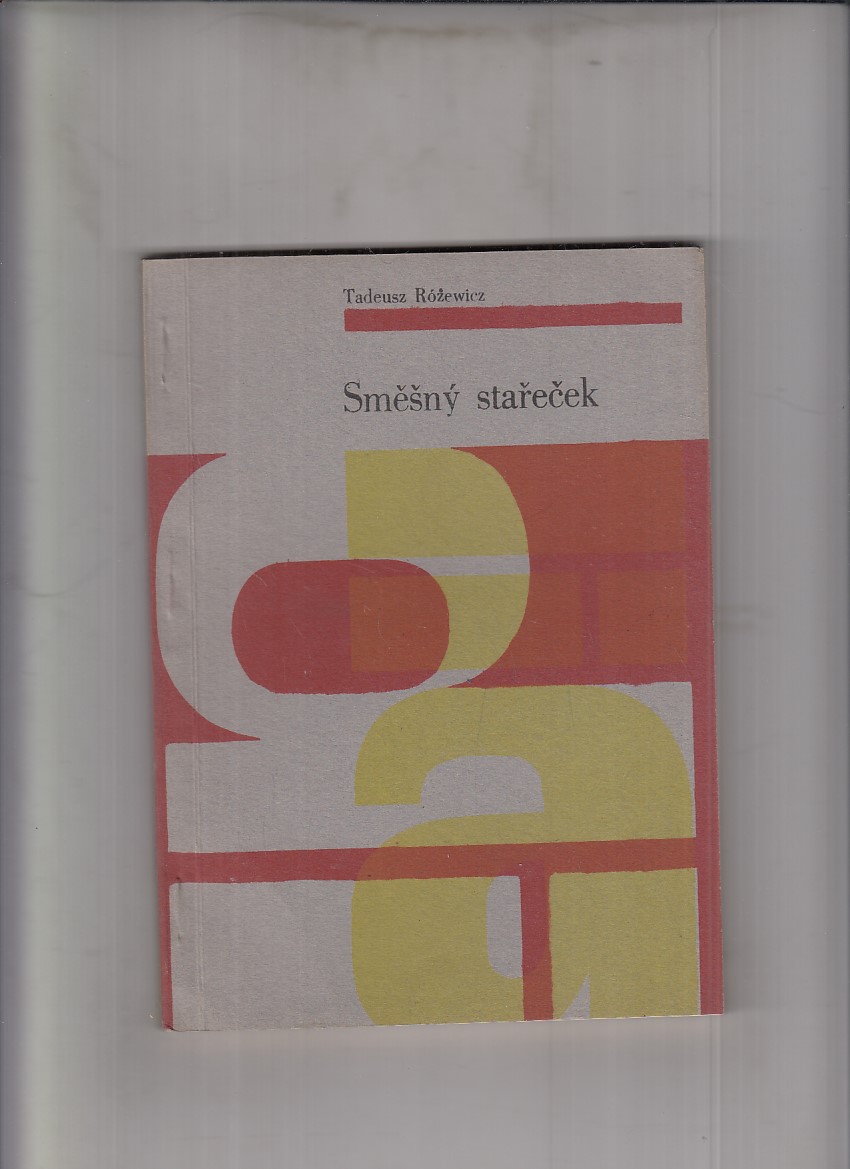 Tadeusz Różewicz
Směšný stařeček